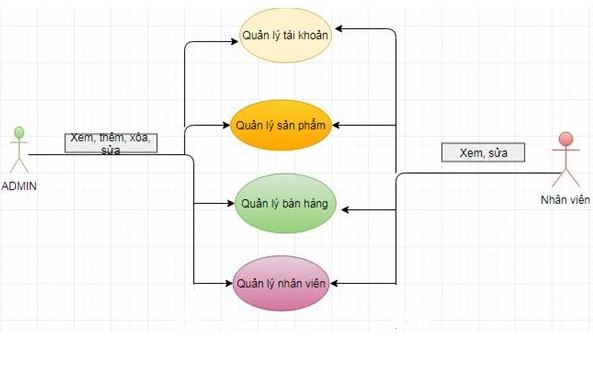 Quản lý tài khoản
Xem, thêm, xóa,
sửa
Quản lý sản phẩm
Xem, sửa
ADMIN
Nhân viên
Quản lý bán hàng
Quản lý nhân viên